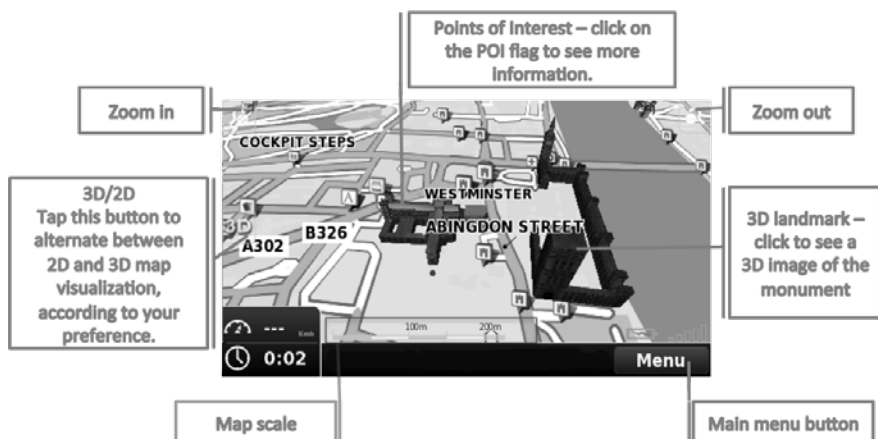 Points of Interest – click on
the POI flag to see more
information.
Zoom in
Zoom out
COCKPIT STEPS
3D/2D
Tap this button to
alternate between
2D and 3D map
visualization,
according to your
preference.
WESTMINSTER
ABINGDON STREET
B326
A302
3D
A
3D landmark –
click to see a
3D image of the
monument
100m
200m
---
Kmh
0:02
Menu
Map scale
Main menu button